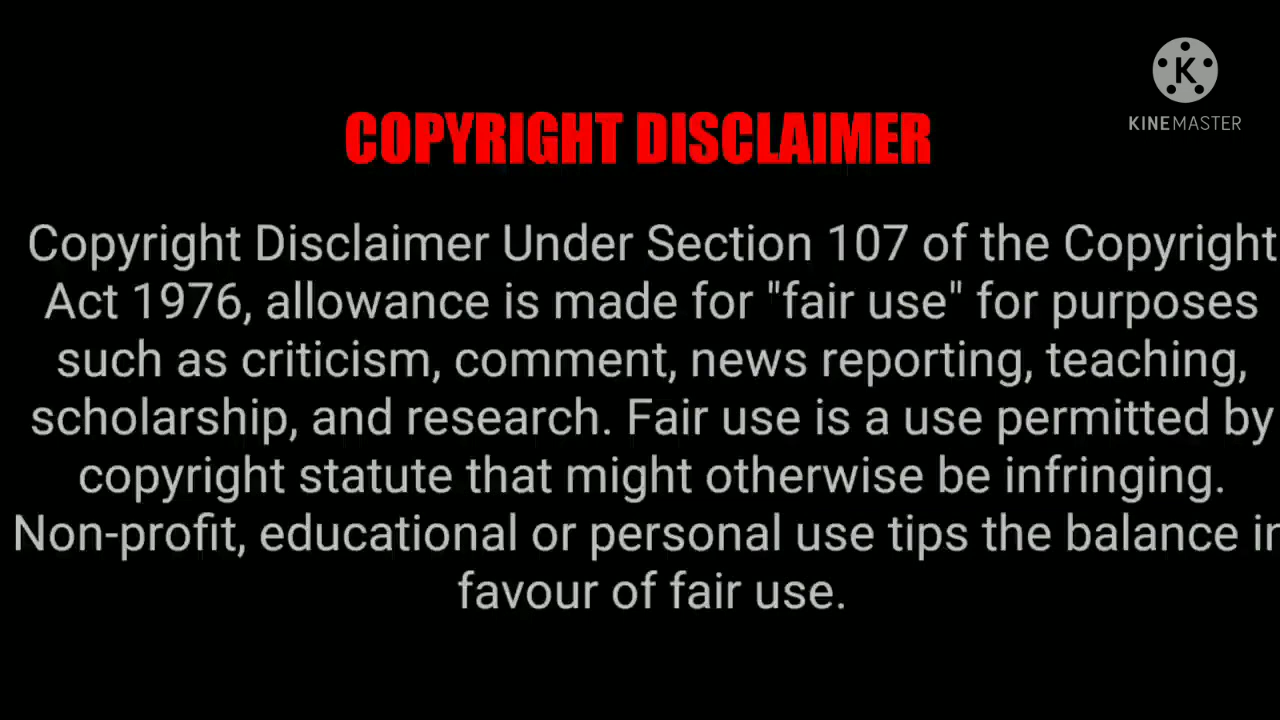 K
KINEMASTER
COPYRIGHT DISCLAIMER
Copyright Disclaimer Under Section 107 of the Copyright
Act 1976, allowance is made for "fair use" for purposes
such as criticism, comment, news reporting, teaching,
scholarship, and research. Fair use is a use permitted by
copyright statute that might otherwise be infringing.
Non-profit, educational or personal use tips the balance in
favour of fair use.